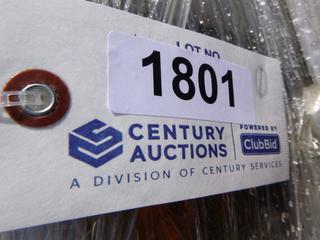 LOT NO.
1801
CENTURY AUCTIONS
POWERED BY
ClubBid
A DIVISION OF CENTURY SERVICES